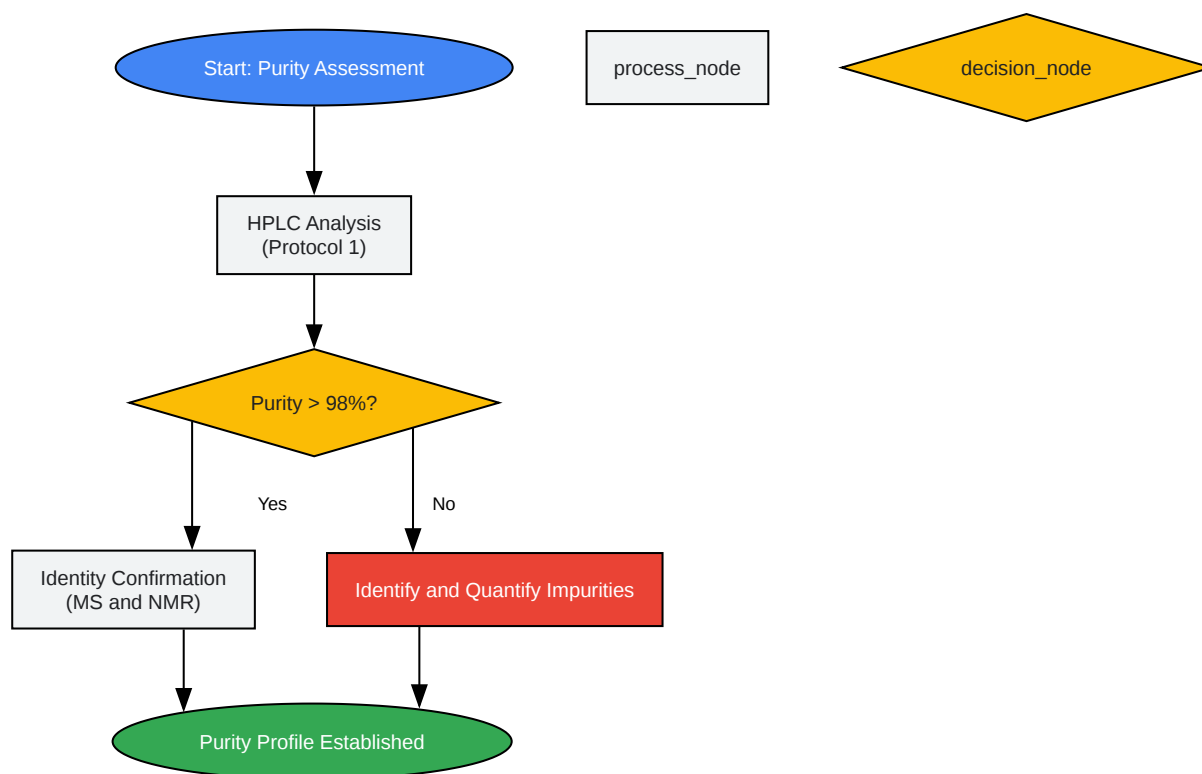 Start: Purity Assessment
process_node
decision_node
HPLC Analysis
(Protocol 1)
Purity > 98%?
Yes
No
Identity Confirmation
(MS and NMR)
Identify and Quantify Impurities
Purity Profile Established